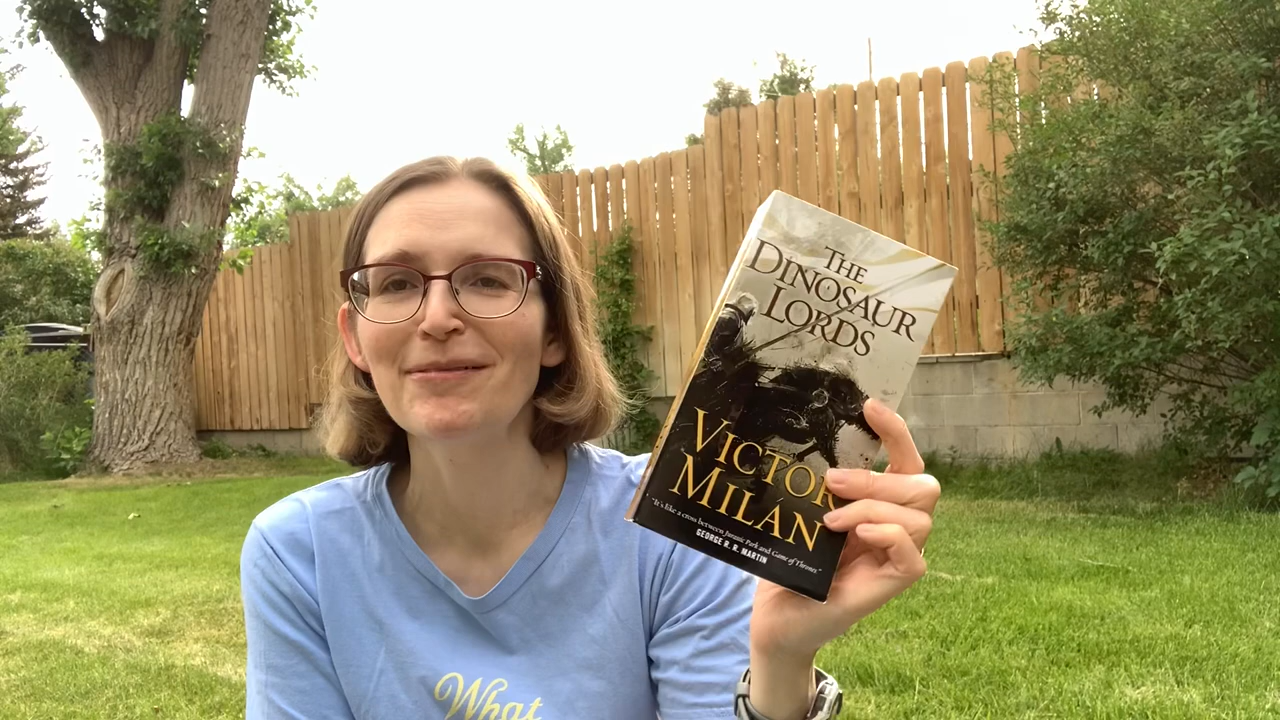 THE
DINOSAUR
LORDS
VICTOR
MILÁN
"It's like a cross between Jurassic Park and Game of Thrones"
GEORGE R. R. MARTIN
What